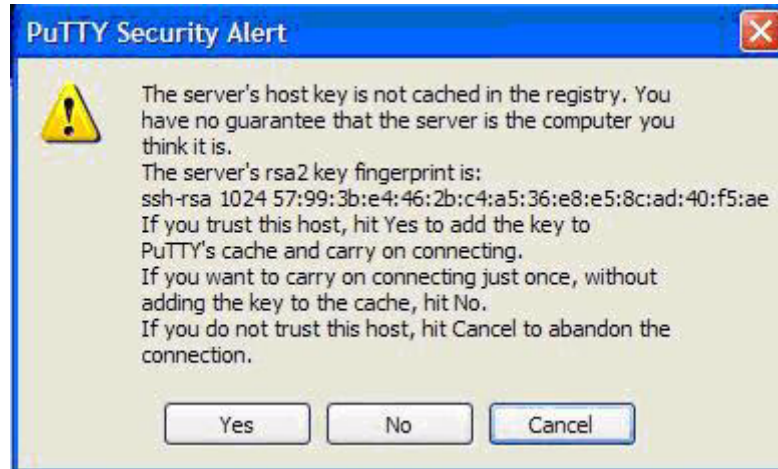 PuTTY Security Alert
The server's host key is not cached in the registry. You
have no guarantee that the server is the computer you
think it is.
The server's rsa2 key fingerprint is:
ssh-rsa 1024 57:99:3b:e4:46:2b:c4:a5:36:e8:e5:8c:ad:40:f5:ae
If you trust this host, hit Yes to add the key to
PuTTY's cache and carry on connecting.
If you want to carry on connecting just once, without
adding the key to the cache, hit No.
If you do not trust this host, hit Cancel to abandon the
connection.
Yes No Cancel